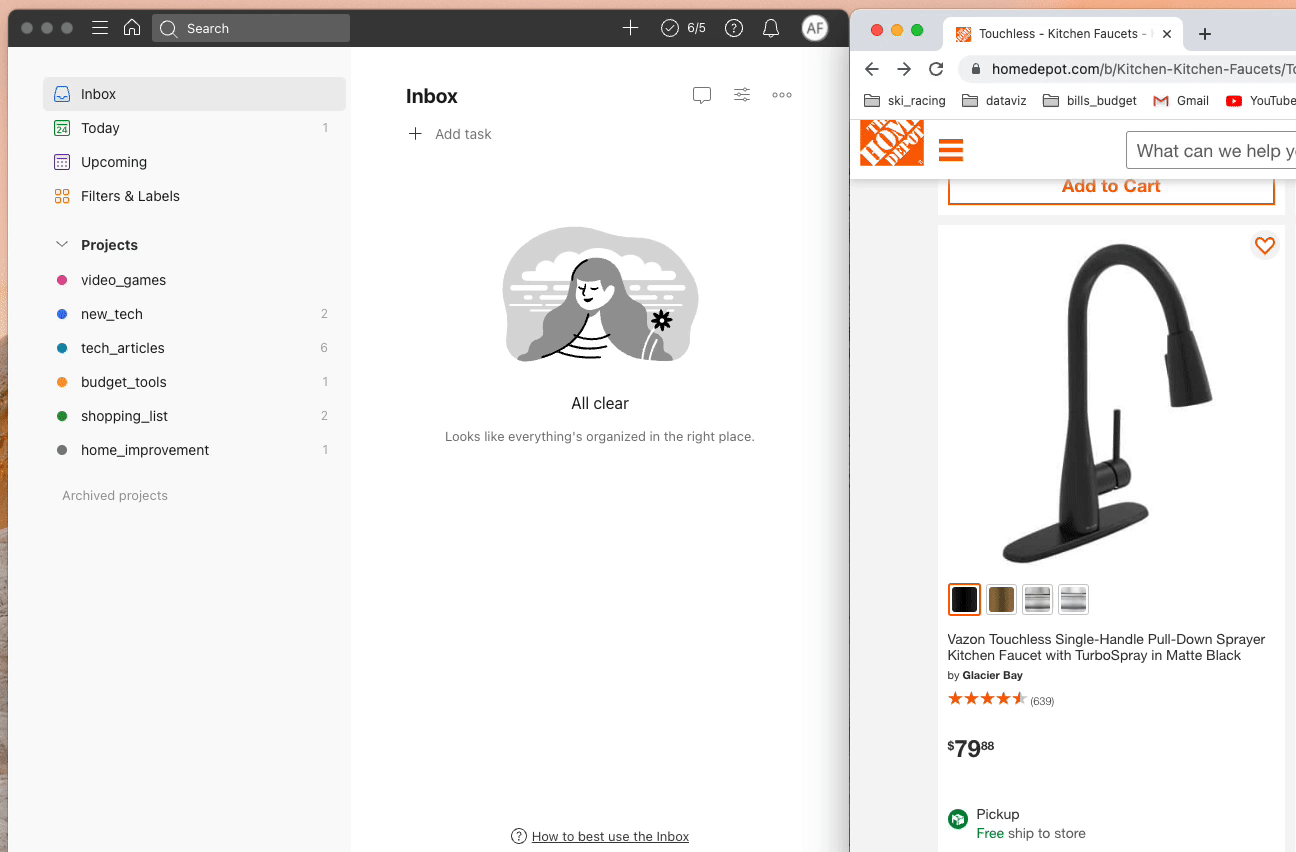 Search
6/5
AF
Inbox
Today
1
Upcoming
Filters & Labels
Projects
video_games
new_tech
2
tech_articles
6
budget_tools
1
shopping_list
2
home_improvement
1
Archived projects
24
Inbox
Add task
All clear
Looks like everything's organized in the right place.
How to best use the Inbox
Touchless - Kitchen Faucets -
homedepot.com/b/Kitchen-Kitchen-Faucets/To
ski_racing
dataviz
bills_budget
Gmail
YouTube
THE
HOME
DEPOT
What can we help yo
Add to Cart
Vazon Touchless Single-Handle Pull-Down Sprayer
Kitchen Faucet with TurboSpray in Matte Black
by Glacier Bay
(639)
$79 88
Pickup
Free ship to store